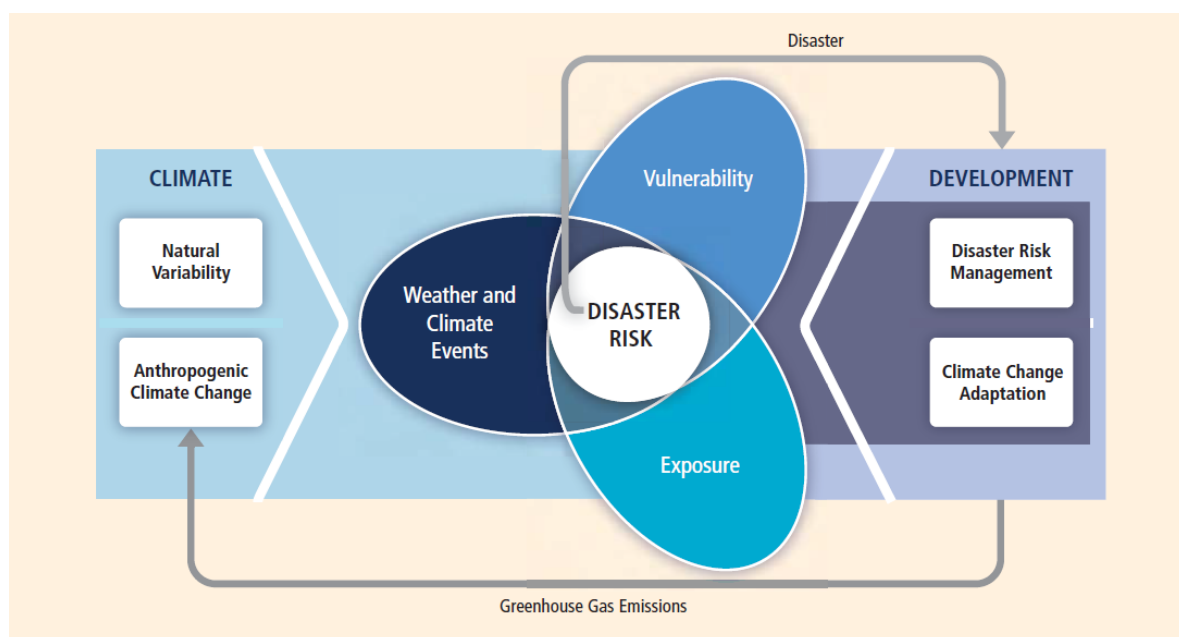 Disaster
CLIMATE
Natural
Variability
Anthropogenic
Climate Change
Weather and
Climate
Events
Vulnerability
DISASTER
RISK
Exposure
DEVELOPMENT
Disaster Risk
Management
Climate Change
Adaptation
Greenhouse Gas Emissions